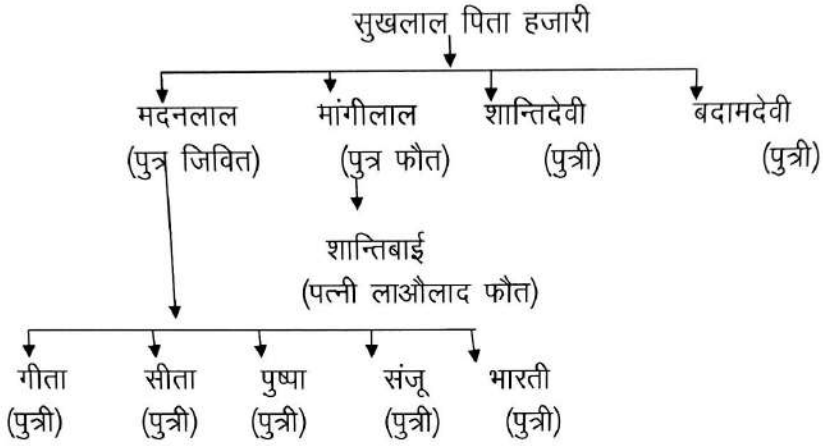 सुखलाल पिता हजारी
मदनलाल मांगीलाल शान्तिदेवी बदामदेवी
(पुत्र जिवित) (पुत्र फौत) (पुत्री) (पुत्री)
शान्तिबाई
(पत्नी लाऔलाद फौत)
गीता सीता पुष्पा संजू भारती
(पुत्री) (पुत्री) (पुत्री) (पुत्री) (पुत्री)